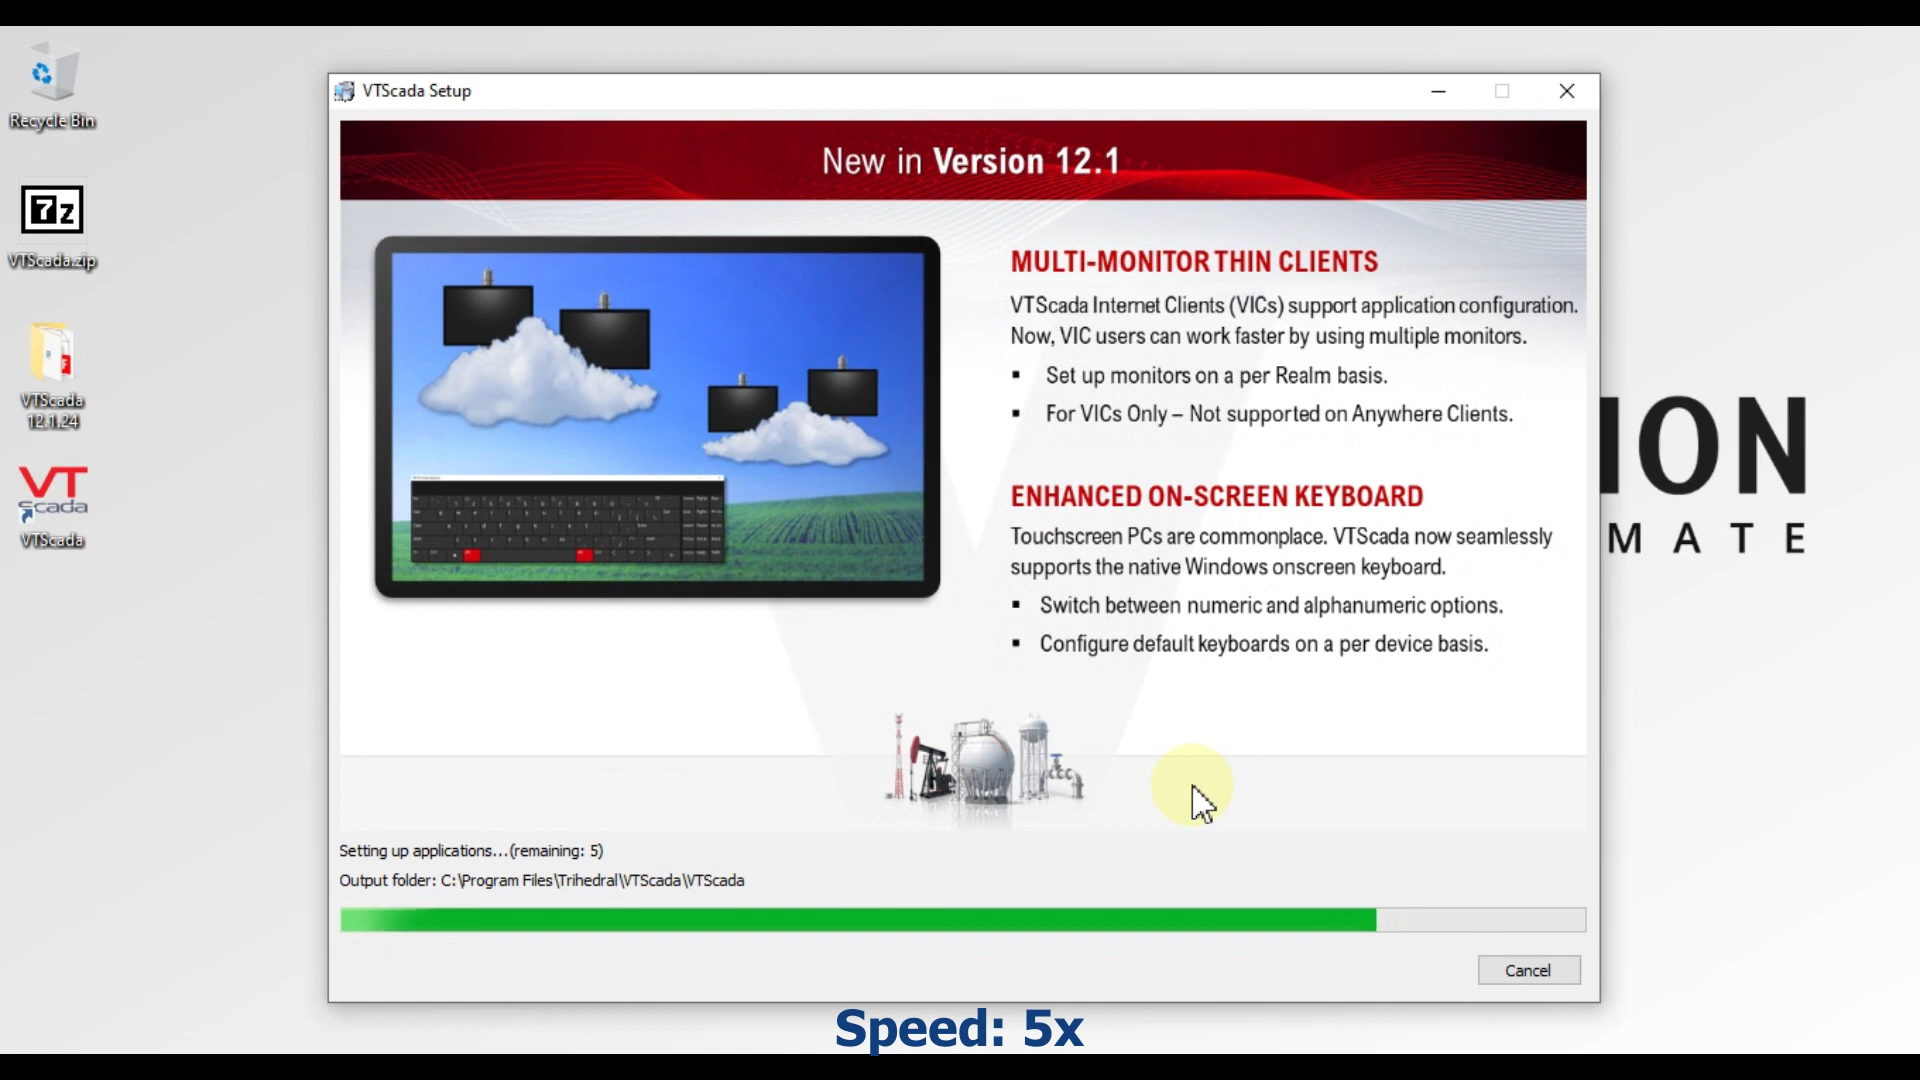 Recycle Bin
7z
VTScada.zip
VTScada
12.1.24
VT
Scada
VTScada
VTScada Setup
New in Version 12.1
MULTI-MONITOR THIN CLIENTS
VTScada Internet Clients (VICs) support application configuration.
Now, VIC users can work faster by using multiple monitors.
▪ Set up monitors on a per Realm basis.
▪ For VICs Only – Not supported on Anywhere Clients.
ENHANCED ON-SCREEN KEYBOARD
Touchscreen PCs are commonplace. VTScada now seamlessly
supports the native Windows onscreen keyboard.
▪ Switch between numeric and alphanumeric options.
▪ Configure default keyboards on a per device basis.
ION
MATE
Setting up applications...(remaining: 5)
Output folder: C:\Program Files\Trihedral\VTScada\VTScada
Cancel
Speed: 5x